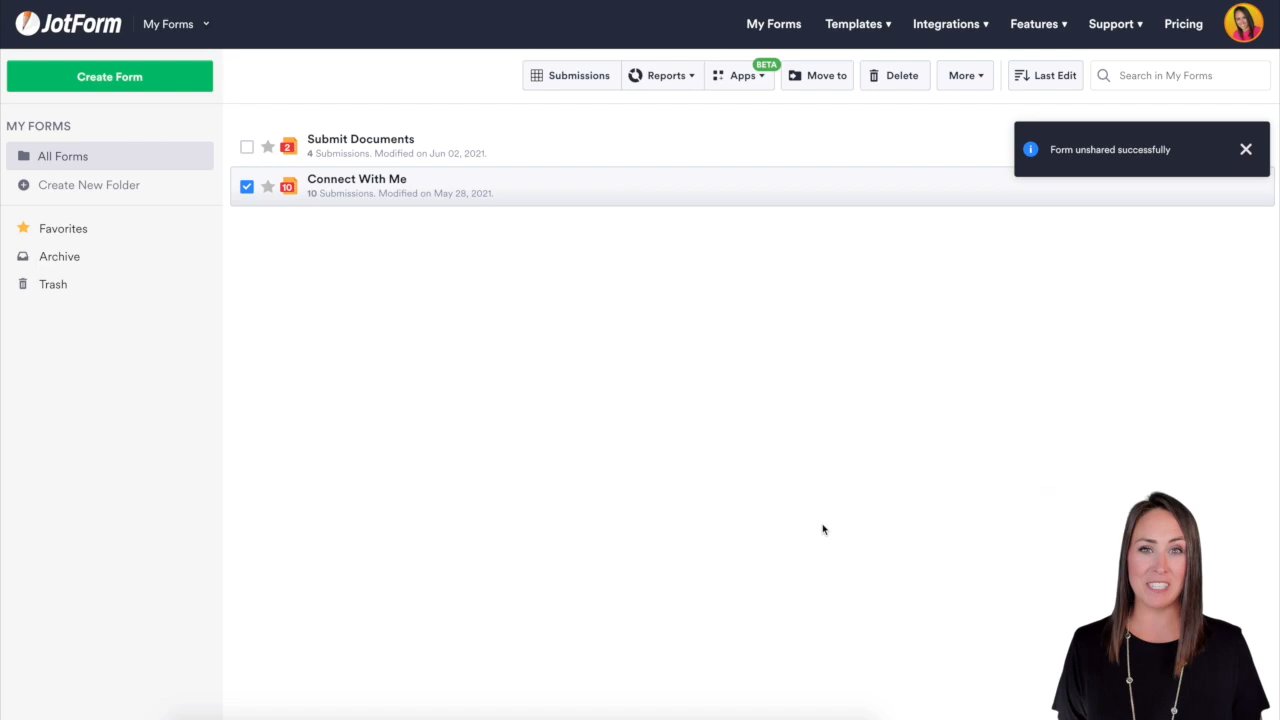 JotForm
My Forms
My Forms
Templates
Integrations
Features
Support
Pricing
Create Form
Submissions
Reports
Apps
BETA
Move to
Delete
More
Last Edit
Search in My Forms
MY FORMS
All Forms
Create New Folder
Favorites
Archive
Trash
2
Submit Documents
4 Submissions. Modified on Jun 02, 2021.
10
Connect With Me
10 Submissions. Modified on May 28, 2021.
Form unshared successfully